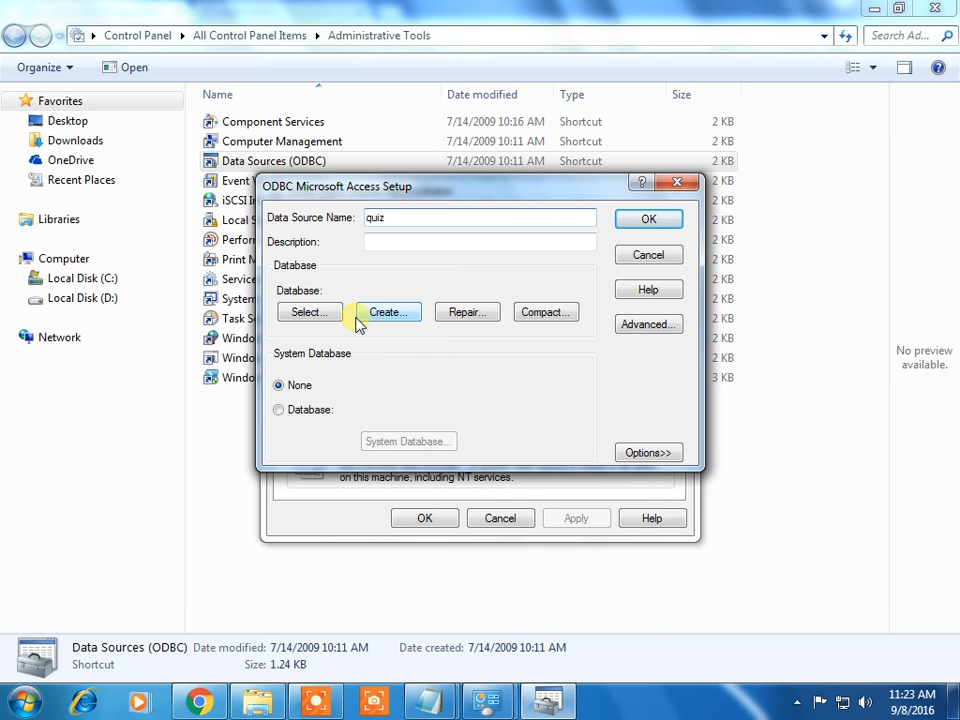 Control Panel
All Control Panel Items
Administrative Tools
Search Ad...
Organize
Open
Favorites
Desktop
Downloads
OneDrive
Recent Places
Libraries
Computer
Local Disk (C:)
Local Disk (D:)
Network
Name
Date modified
Type
Size
Component Services 7/14/2009 10:16 AM Shortcut 2 KB
Computer Management 7/14/2009 10:11 AM Shortcut 2 KB
Data Sources (ODBC) 7/14/2009 10:11 AM Shortcut 2 KB
Event 2 KB
iSCSI 2 KB
Local S 2 KB
Perfor 2 KB
Print M 2 KB
Service 2 KB
System 2 KB
Task S 2 KB
Windo 2 KB
Windo 2 KB
Windo 3 KB
No preview
available.
ODBC Microsoft Access Setup
Data Source Name: quiz
Description:
Database
Database:
Select...
Create...
Repair...
Compact...
System Database
None
Database:
System Database...
OK
Cancel
Help
Advanced...
Options>>
on this machine, including NT services.
OK
Cancel
Apply
Help
Data Sources (ODBC) Date modified: 7/14/2009 10:11 AM Date created: 7/14/2009 10:11 AM
Shortcut Size: 1.24 KB
11:23 AM
9/8/2016